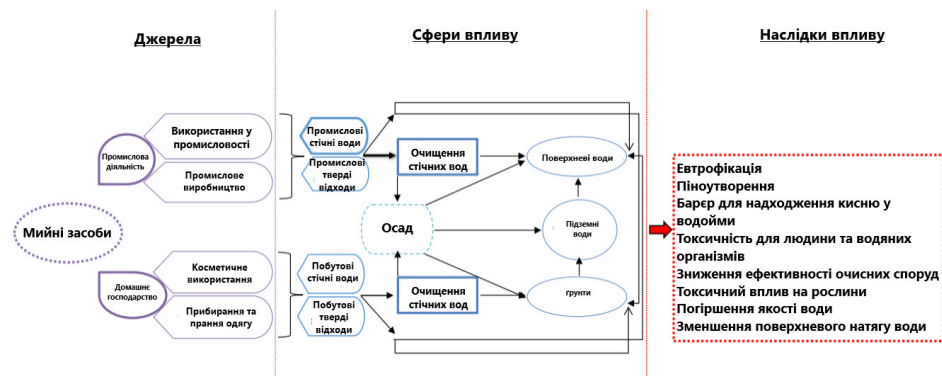 Джерела
Сфери впливу
Наслідки впливу
Мийні засоби
Промислова
діяльність
Використання у
промисловості
Промислове
виробництво
Домашнє
господарство
Косметичне
використання
Прибирання та
прання одягу
Промислові
стічні води
Промислові
тверді
відходи
Побутові
стічні води
Побутові
тверді
відходи
Очищення
стічних вод
Осад
Очищення
стічних вод
Поверхневі води
Підземні
води
ґрунти
Евтрофікація
Піноутворення
Барєр для надходження кисню у
водойми
Токсичність для людини та водяних
організмів
Зниження ефективності очисних споруд
Токсичний вплив на рослини
Погіршення якості води
Зменшення поверхневого натягу води